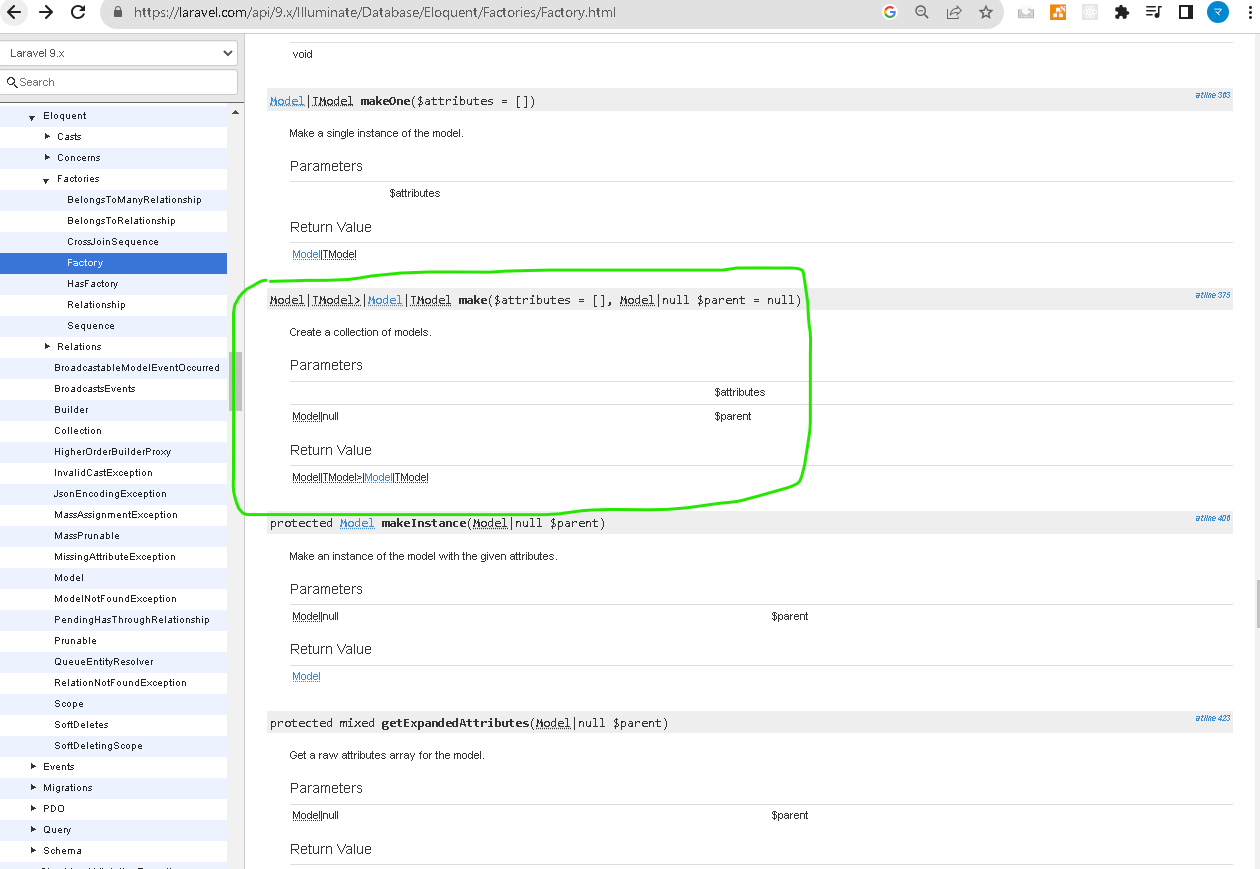 https://laravel.com/api/9.x/Illuminate/Database/Eloquent/Factories/Factory.html
マ
Laravel 9.x
Search
Eloquent
Casts
Concerns
Factories
BelongsToManyRelationship
BelongsToRelationship
CrossJoinSequence
Factory
HasFactory
Relationship
Sequence
Relations
BroadcastableModelEventOccurred
BroadcastsEvents
Builder
Collection
HigherOrderBuilderProxy
InvalidCastException
JsonEncodingException
MassAssignmentException
MassPrunable
MissingAttributeException
Model
ModelNotFoundException
PendingHasThroughRelationship
Prunable
QueueEntityResolver
RelationNotFoundException
Scope
SoftDeletes
SoftDeletingScope
Events
Migrations
PDO
Query
Schema
void
Model|TModel makeOne($attributes = []) at line 363
Make a single instance of the model.
Parameters
$attributes
Return Value
Model|TModel
Model|TModel>|Model|TModel make($attributes = [], Model|null $parent = null) at line 375
Create a collection of models.
Parameters
$attributes
Model|null $parent
Return Value
Model|TModel>|Model|TModel
protected Model makeInstance(Model|null $parent) at line 406
Make an instance of the model with the given attributes.
Parameters
Model|null $parent
Return Value
Model
protected mixed getExpandedAttributes(Model|null $parent) at line 423
Get a raw attributes array for the model.
Parameters
Model|null $parent
Return Value